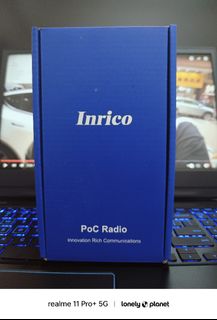 Inrico
PoC Radio
Innovation Rich Communications
realme 11 Pro+ 5G | lonely planet